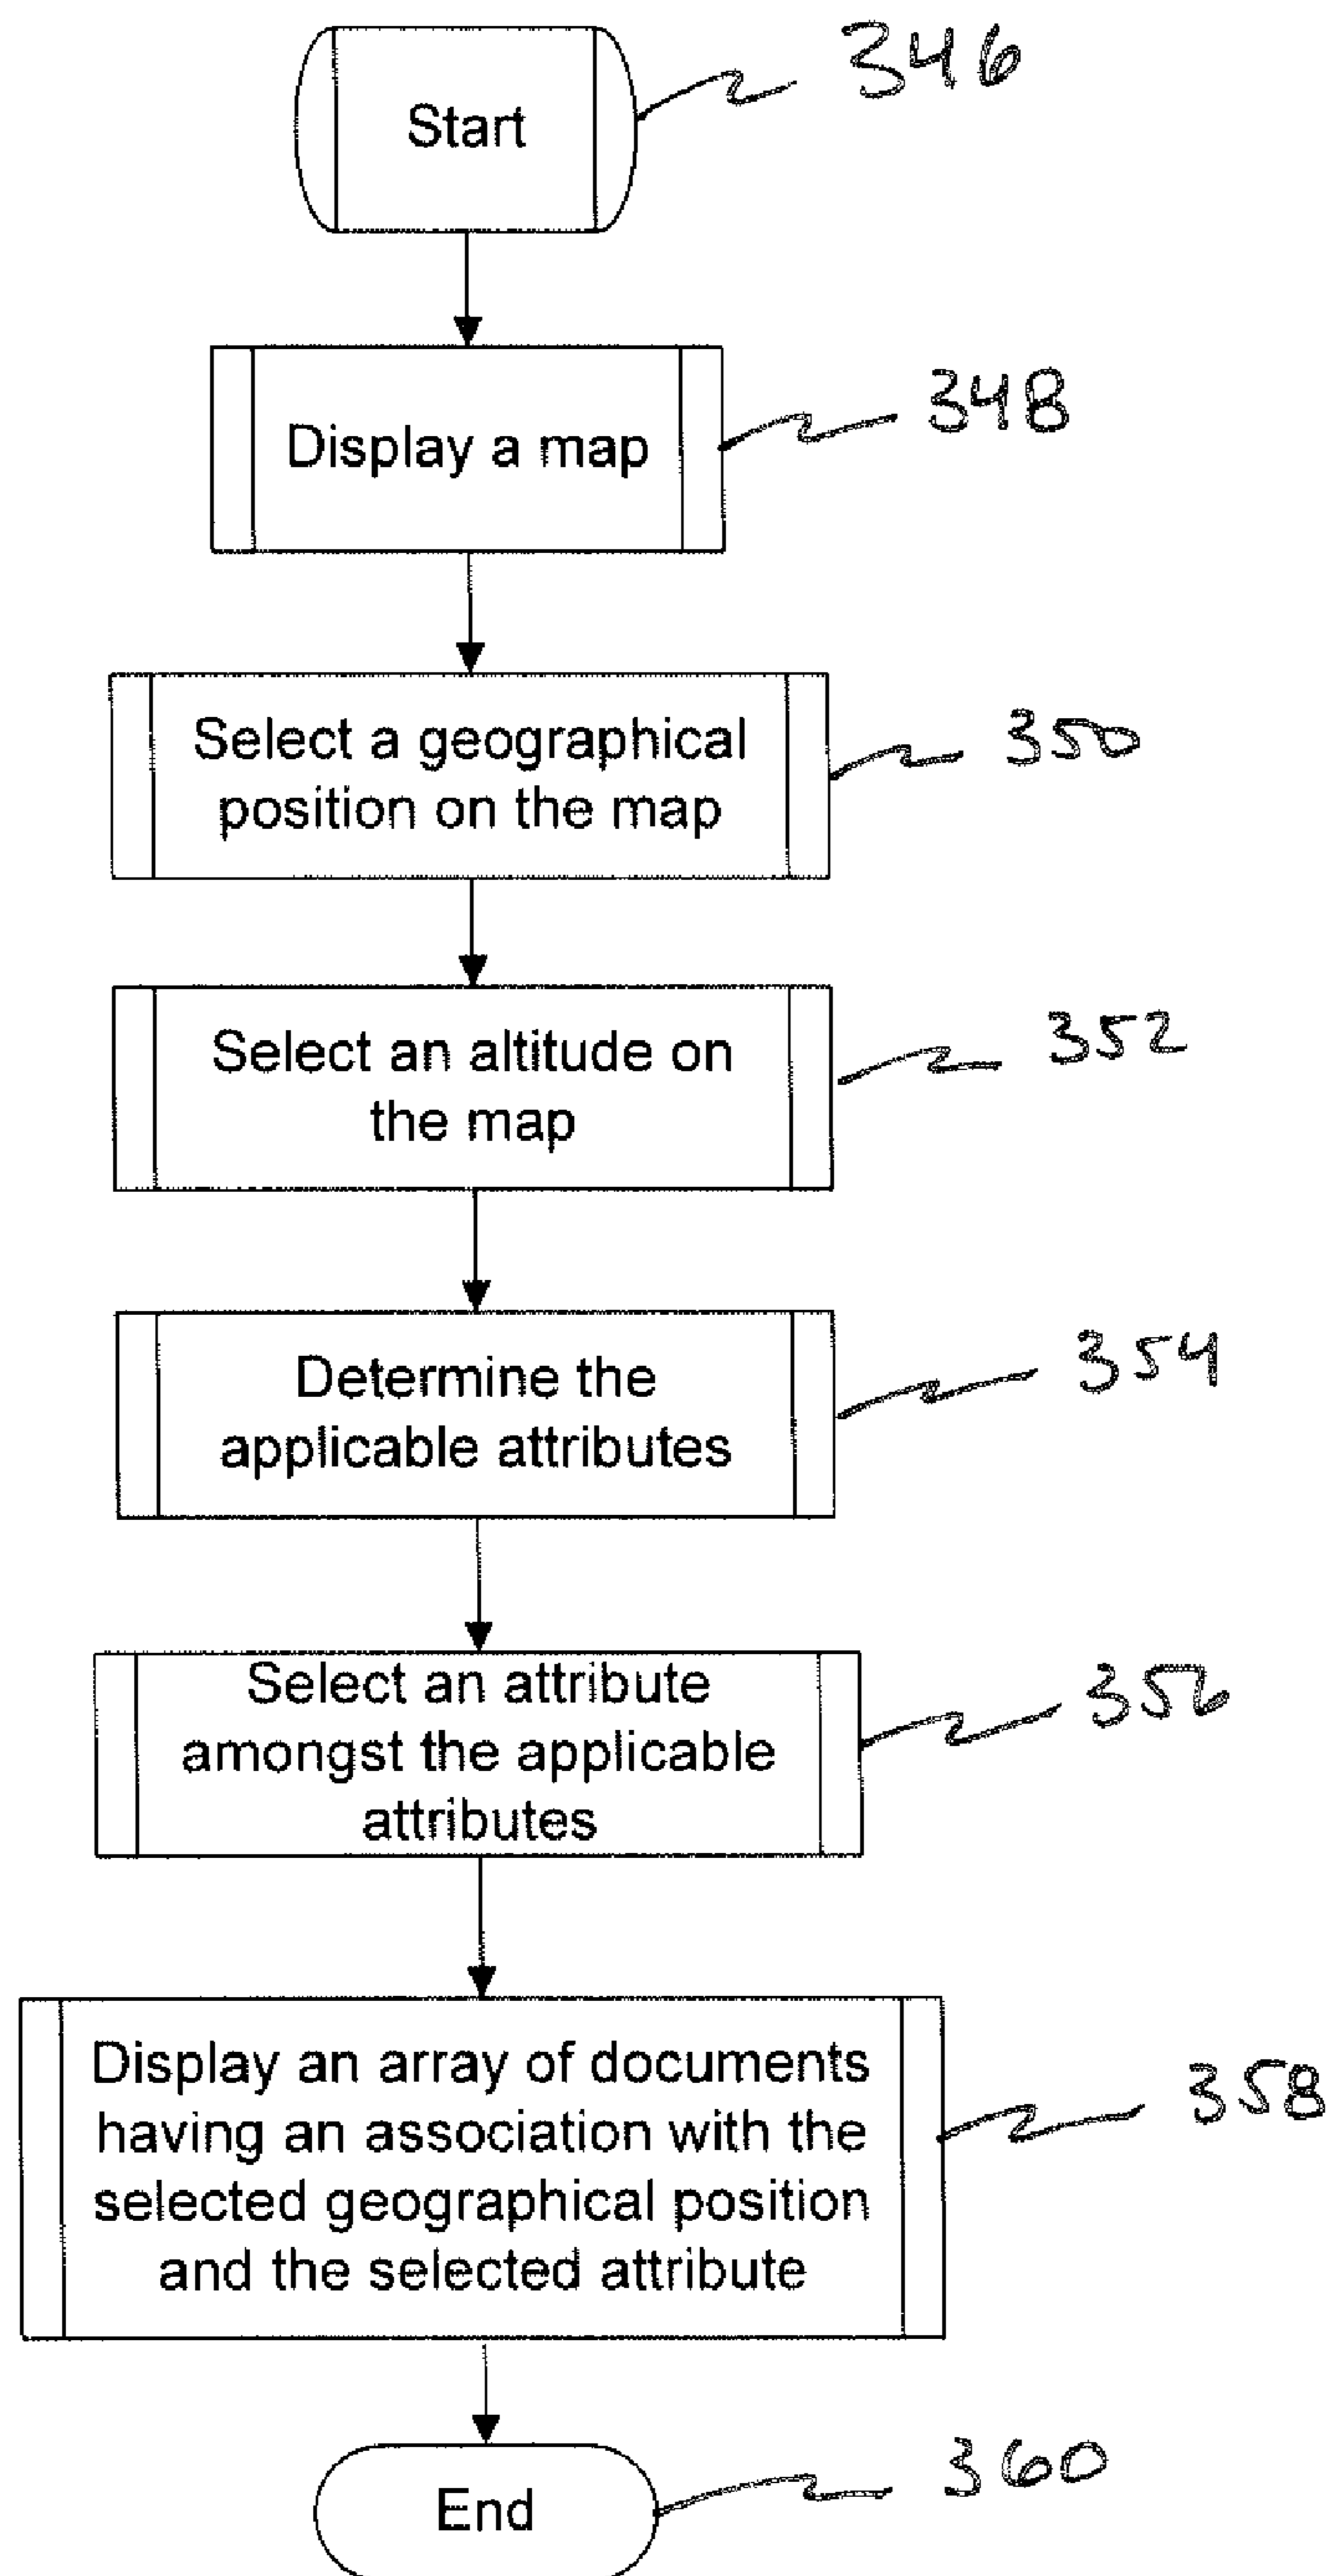 Start
346
Display a map
348
Select a geographical
position on the map
350
Select an altitude on
the map
352
Determine the
applicable attributes
354
Select an attribute
amongst the applicable
attributes
356
Display an array of documents
having an association with the
selected geographical position
and the selected attribute
358
End
360